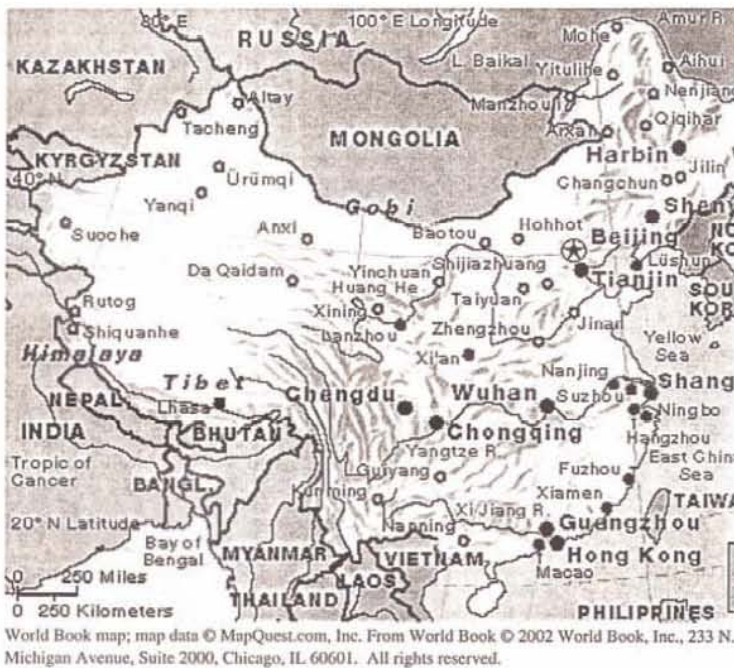 80° E
100° E Longitude
Amur R.
RUSSIA
Mohe
L. Baikal
Aihui
KAZAKHSTAN
Yitulihe
Altay
Manzhouli
Nenjiang
Tacheng
MONGOLIA
Arxan
Qiqihar
KYRGYZSTAN
Harbin
40° N
Ürümqi
Jilin
Changchun
Yanqi
Gobi
Sheny
Suoche
Anxi
Baotou
Hohhot
Beijing
NO
KO
Da Qaidam
Yinchuan
Shijiazhuang
Lüshun
Huang He
Tianjin
SOU
KOR
Rutog
Xining
Taiyuan
Shiquanhe
Lanzhou
Zhengzhou
Jinan
Yellow
Sea
Himalaya
Xi'an
Nanjing
Tibet
Shang
NEPAL
Lhasa
Chengdu
Wuhan
Suzhou
Ningbo
INDIA
BHUTAN
Chongqing
Hangzhou
Yangtze R.
East China
Sea
Tropic of
Cancer
BANGL.
Guiyang
Fuzhou
Kunming
Xiamen
TAIWA
20° N Latitude
Xi/Jiang R.
Nanning
Guangzhou
Bay of
Bengal
MYANMAR
VIETNAM
Hong Kong
Macao
0 250 Miles
LAOS
0 250 Kilometers
THAILAND
PHILIPPINES
World Book map; map data © MapQuest.com, Inc. From World Book © 2002 World Book, Inc., 233 N.
Michigan Avenue, Suite 2000, Chicago, IL 60601. All rights reserved.